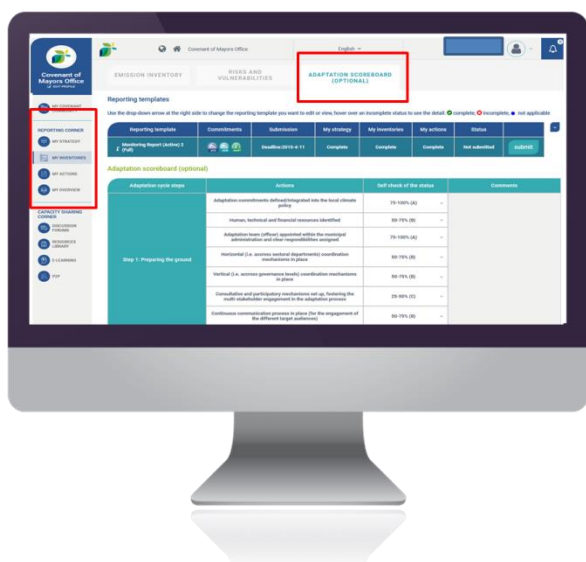 Covenant of Mayors Office
English
Covenant of
Mayors Office
EMISSION INVENTORY
RISKS AND
VULNERABILITIES
ADAPTATION SCOREBOARD
(OPTIONAL)
MY COVENANT
Reporting templates
Use the drop-down arrow at the right side to change the reporting template you want to edit or view, hover over an incomplete status to see the detail: complete, incomplete, not applicable
REPORTING CORNER
MY STRATEGY
MY INVENTORIES
MY ACTIONS
MY OVERVIEW
Reporting template
Commitments
Submission
My strategy
My inventories
My actions
Status
Monitoring Report (Active) 2
(Full)
Deadline:2019-4-11
Complete
Complete
Complete
Not submitted
submit
Adaptation scoreboard (optional)
CAPACITY SHARING
CORNER
DISCUSSION
FORUMS
RESOURCES
LIBRARY
E-LEARNING
PDF
Adaptation cycle steps
Actions
Self check of the status
Comments
Step 1: Preparing the ground
Adaptation commitments defined/integrated into the local climate
policy
75-100% (A)
Human, technical and financial resources identified
50-75% (B)
Adaptation team (officer) appointed within the municipal
administration and clear responsibilities assigned
75-100% (A)
Horizontal (i.e. accross sectoral departments) coordination
mechanisms in place
50-75% (B)
Vertical (i.e. accross governance levels) coordination mechanisms
in place
50-75% (B)
Consultative and participatory mechanisms set up, fostering the
multi-stakeholder engagement in the adaptation process
25-50% (C)
Continuous communication process in place (for the engagement of
the different target audiences)
50-75% (B)